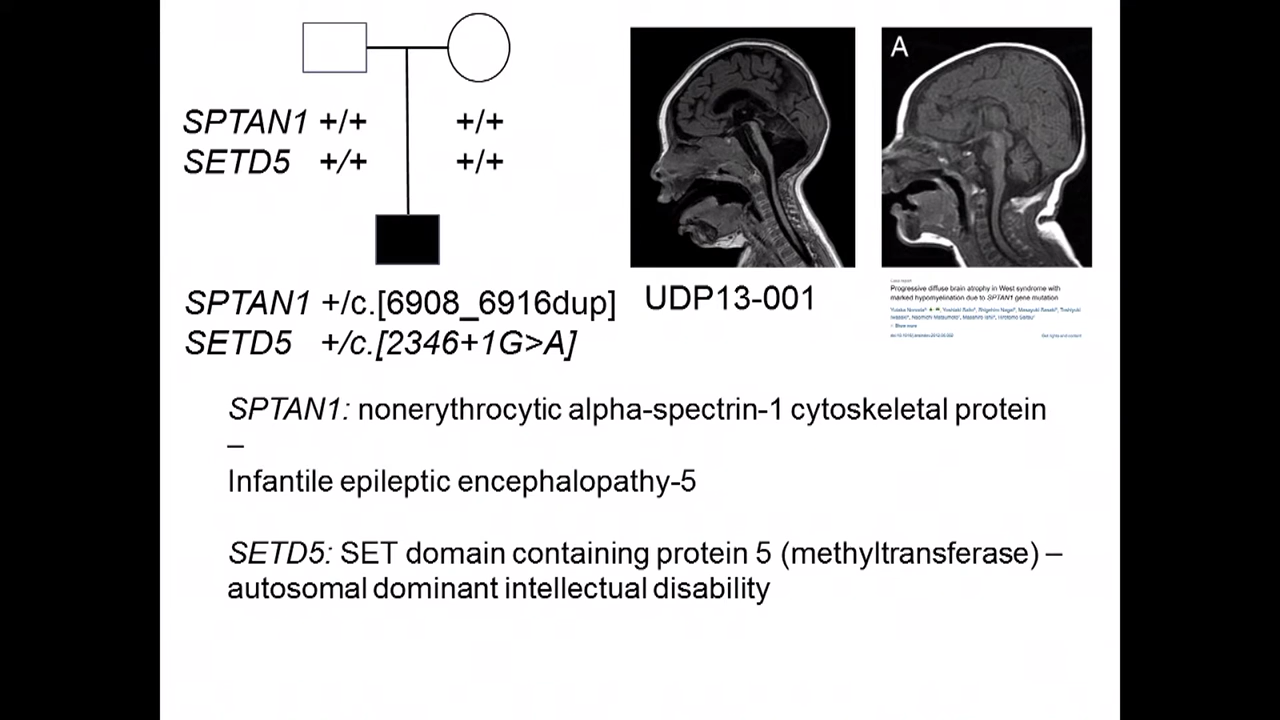 SPTAN1 +/+ +/+
SETD5 +/+ +/+
SPTAN1 +/c.[6908_6916dup]
SETD5 +/c.[2346+1G>A]
UDP13-001
A
Progressive diffuse brain atrophy in West syndrome with
marked hypomyelination due to SPTAN1 gene mutation
Show more
SPTAN1: nonerythrocytic alpha-spectrin-1 cytoskeletal protein
–
Infantile epileptic encephalopathy-5
SETD5: SET domain containing protein 5 (methyltransferase) –
autosomal dominant intellectual disability